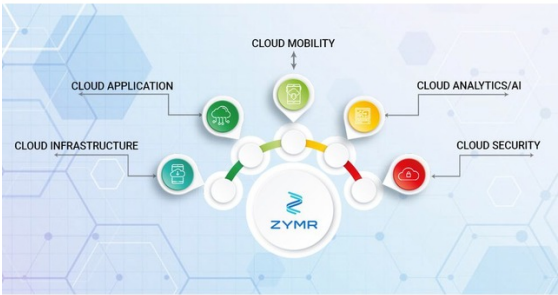 CLOUD MOBILITY
CLOUD APPLICATION
CLOUD ANALYTICS/AI
CLOUD INFRASTRUCTURE
CLOUD SECURITY
ZYMR